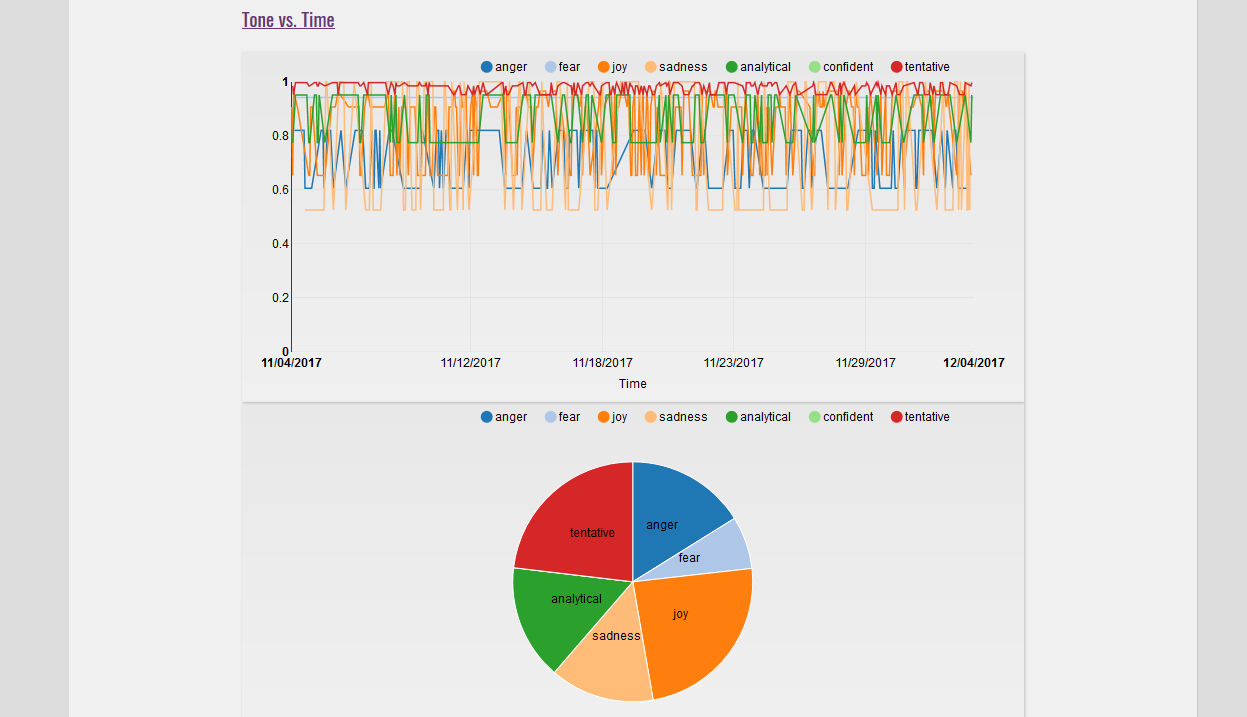 Tone vs. Time
anger fear joy sadness analytical confident tentative
1
0.8
0.6
0.4
0.2
0
11/04/2017 11/12/2017 11/18/2017 11/23/2017 11/29/2017 12/04/2017
Time
anger fear joy sadness analytical confident tentative
anger
tentative
fear
analytical
joy
sadness